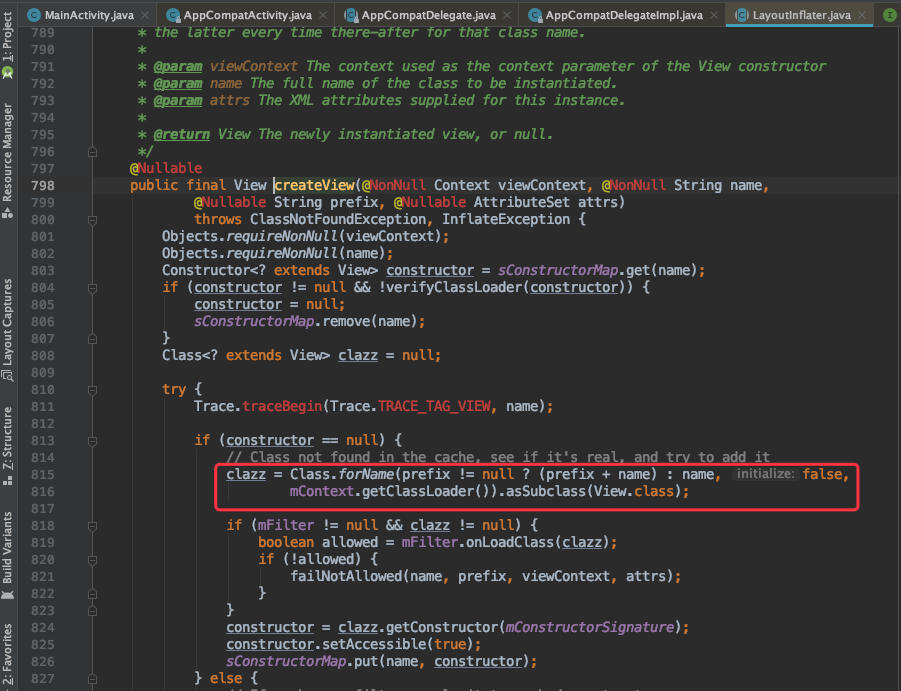 MainActivity.java
AppCompatActivity.java
AppCompatDelegate.java
AppCompatDelegateImpl.java
LayoutInflater.java
1: Project
Resource Manager
Layout Captures
Z: Structure
Build Variants
2: Favorites
789 * the latter every time there-after for that class name.
790 *
791 * @param viewContext The context used as the context parameter of the View constructor
792 * @param name The full name of the class to be instantiated.
793 * @param attrs The XML attributes supplied for this instance.
794 *
795 * @return View The newly instantiated view, or null.
796 */
797 @Nullable
798 public final View createView(@NonNull Context viewContext, @NonNull String name,
799 @Nullable String prefix, @Nullable AttributeSet attrs)
800 throws ClassNotFoundException, InflateException {
801 Objects.requireNonNull(viewContext);
802 Objects.requireNonNull(name);
803 Constructor<? extends View> constructor = sConstructorMap.get(name);
804 if (constructor != null && !verifyClassLoader(constructor)) {
805 constructor = null;
806 sConstructorMap.remove(name);
807 }
808 Class<? extends View> clazz = null;
809
810 try {
811 Trace.traceBegin(Trace.TRACE_TAG_VIEW, name);
812
813 if (constructor == null) {
814 // Class not found in the cache, see if it's real, and try to add it
815 clazz = Class.forName(prefix != null ? (prefix + name) : name, initialize: false,
816 mContext.getClassLoader()).asSubclass(View.class);
817
818 if (mFilter != null && clazz != null) {
819 boolean allowed = mFilter.onLoadClass(clazz);
820 if (!allowed) {
821 failNotAllowed(name, prefix, viewContext, attrs);
822 }
823 }
824 constructor = clazz.getConstructor(mConstructorSignature);
825 constructor.setAccessible(true);
826 sConstructorMap.put(name, constructor);
827 } else {